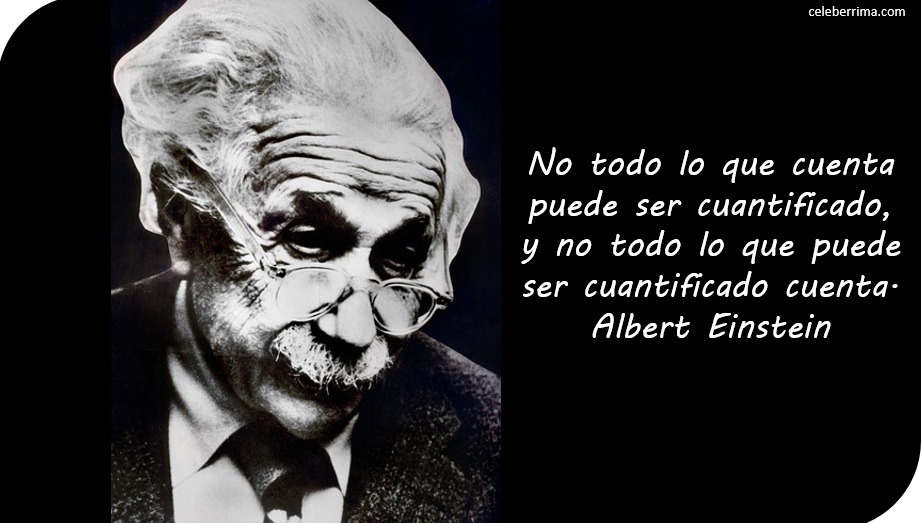 celeberrima.com
No todo lo que cuenta
puede ser cuantificado,
y no todo lo que puede
ser cuantificado cuenta.
Albert Einstein